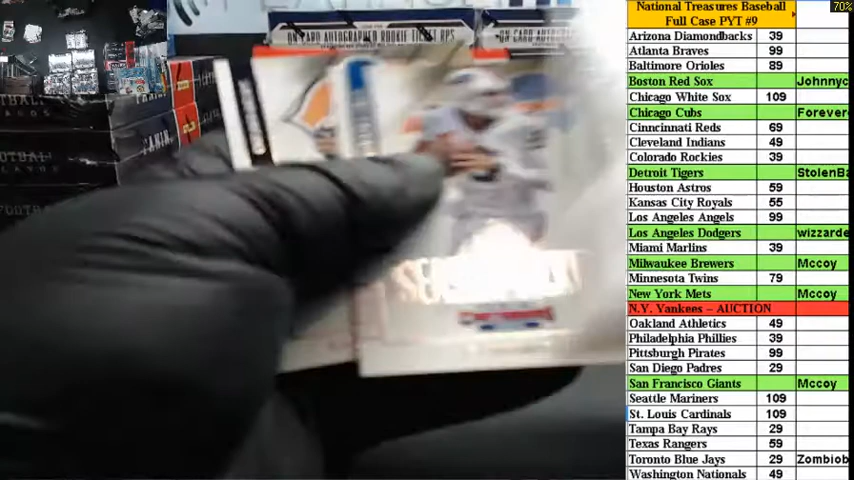 70%
National Treasures Baseball
Full Case PYT #9
Arizona Diamondbacks 39
Atlanta Braves 99
Baltimore Orioles 89
Boston Red Sox Johnnyc
Chicago White Sox 109
Chicago Cubs Forever
Cinncinnati Reds 69
Cleveland Indians 49
Colorado Rockies 39
Detroit Tigers StolenBa
Houston Astros 59
Kansas City Royals 55
Los Angeles Angels 99
Los Angeles Dodgers wizzarde
Miami Marlins 39
Milwaukee Brewers Mccoy
Minnesota Twins 79
New York Mets Mccoy
N.Y. Yankees – AUCTION
Oakland Athletics 49
Philadelphia Phillies 39
Pittsburgh Pirates 99
San Diego Padres 29
San Francisco Giants Mccoy
Seattle Mariners 109
St. Louis Cardinals 109
Tampa Bay Rays 29
Texas Rangers 59
Toronto Blue Jays 29 Zombiob
Washington Nationals 49
ON CARD AUTOGRAPHED ROOKIE TICKET RPS